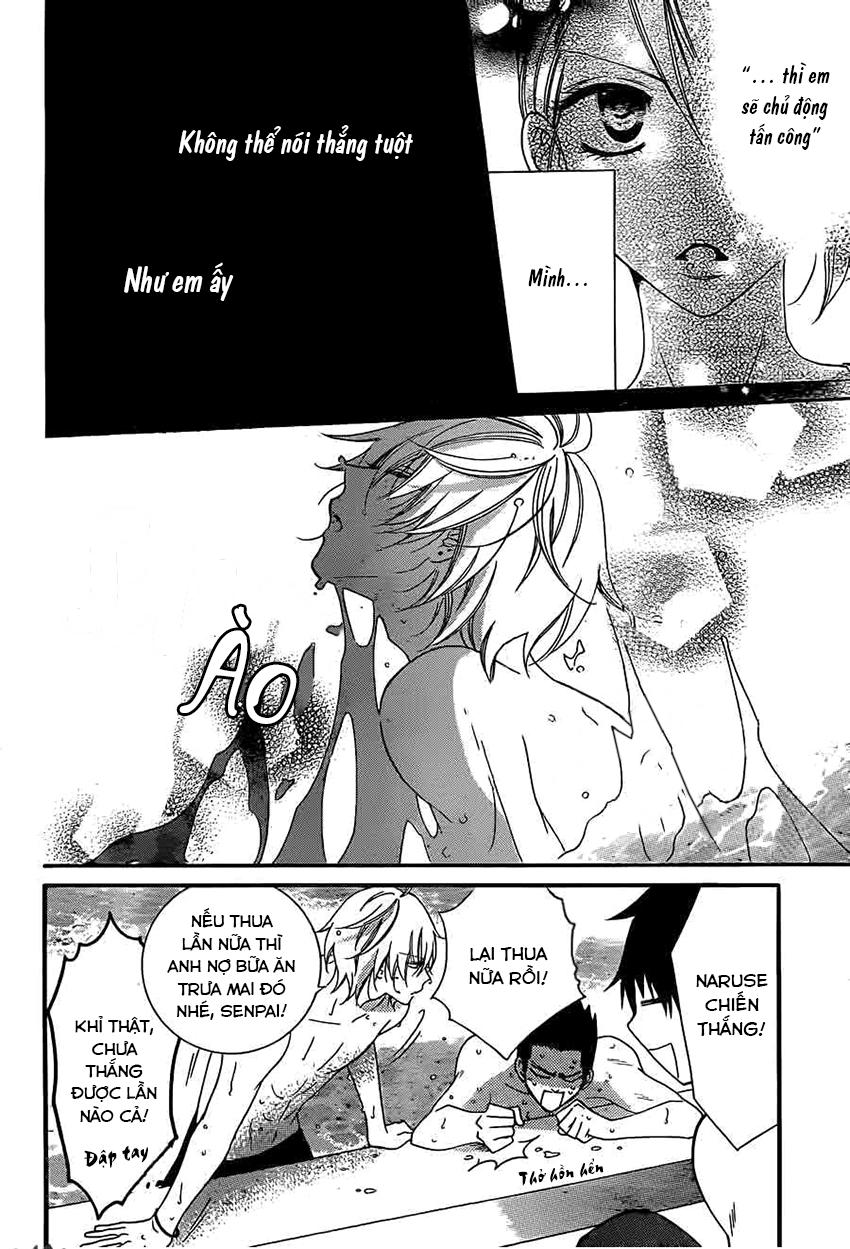 “... thì em
sẽ chủ động
tấn công”
Mình...
Không thể nói thẳng tuột
Như em ấy
Ào
NARUSE
CHIẾN
THẮNG!
LẠI THUA
NỮA RỒI!
NẾU THUA
LẦN NỮA THÌ
ANH NỢ BỮA ĂN
TRƯA MAI ĐÓ
NHÉ, SENPAI!
KHỈ THẬT,
CHƯA
THẮNG
ĐƯỢC LẦN
NÀO CẢ!
Đập tay
Thở hồn hển